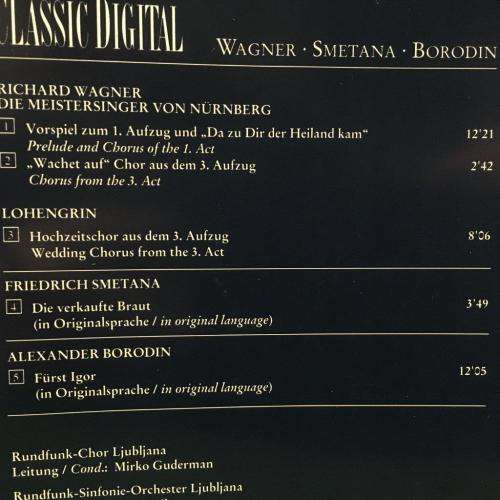 CLASSIC DIGITAL
WAGNER · SMETANA · BORODIN
RICHARD WAGNER
DIE MEISTERSINGER VON NÜRNBERG
1 Vorspiel zum 1. Aufzug und „Da zu Dir der Heiland kam“ 12'21
Prelude and Chorus of the 1. Act
2 „Wachet auf“ Chor aus dem 3. Aufzug 2'42
Chorus from the 3. Act
LOHENGRIN
3 Hochzeitschor aus dem 3. Aufzug 8'06
Wedding Chorus from the 3. Act
FRIEDRICH SMETANA
4 Die verkaufte Braut 3'49
(in Originalsprache / in original language)
ALEXANDER BORODIN
5 Fürst Igor 12'05
(in Originalsprache / in original language)
Rundfunk-Chor Ljubljana
Leitung / Cond.: Mirko Guderman
Rundfunk-Sinfonie-Orchester Ljubljana